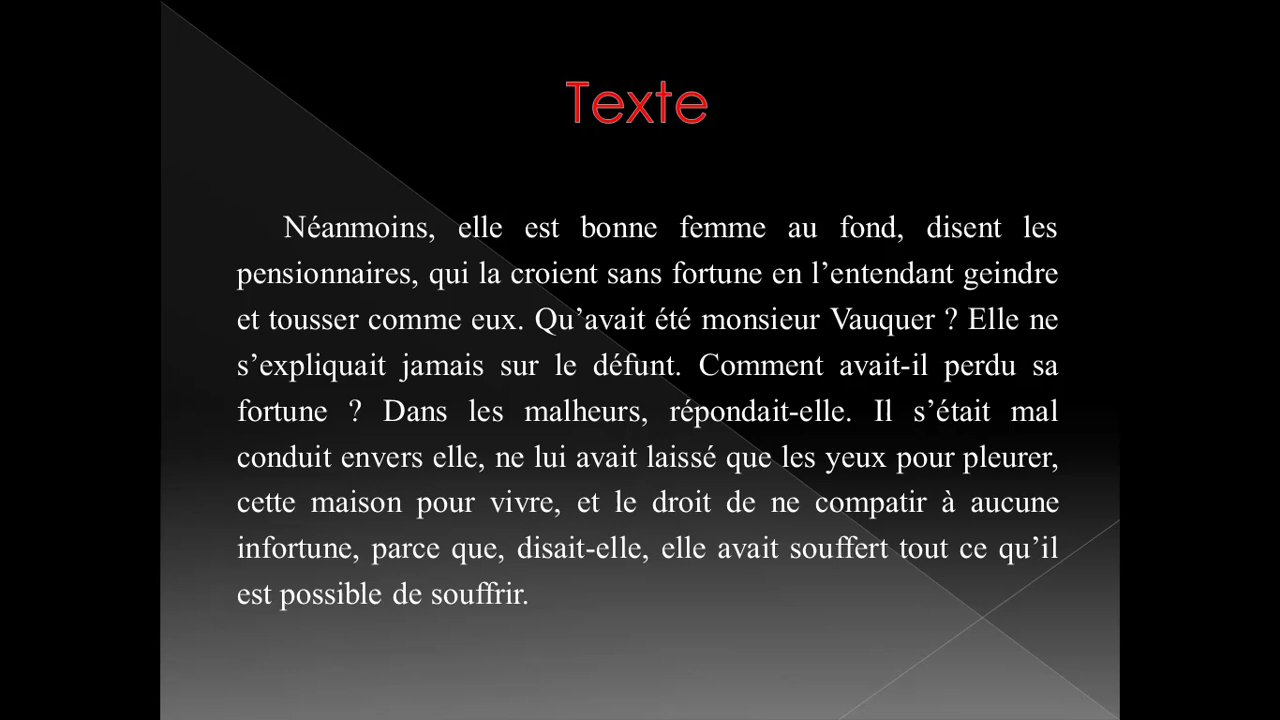 Texte
Néanmoins, elle est bonne femme au fond, disent les
pensionnaires, qui la croient sans fortune en l’entendant geindre
et tousser comme eux. Qu’avait été monsieur Vauquer ? Elle ne
s’expliquait jamais sur le défunt. Comment avait-il perdu sa
fortune ? Dans les malheurs, répondait-elle. Il s’était mal
conduit envers elle, ne lui avait laissé que les yeux pour pleurer,
cette maison pour vivre, et le droit de ne compatir à aucune
infortune, parce que, disait-elle, elle avait souffert tout ce qu’il
est possible de souffrir.